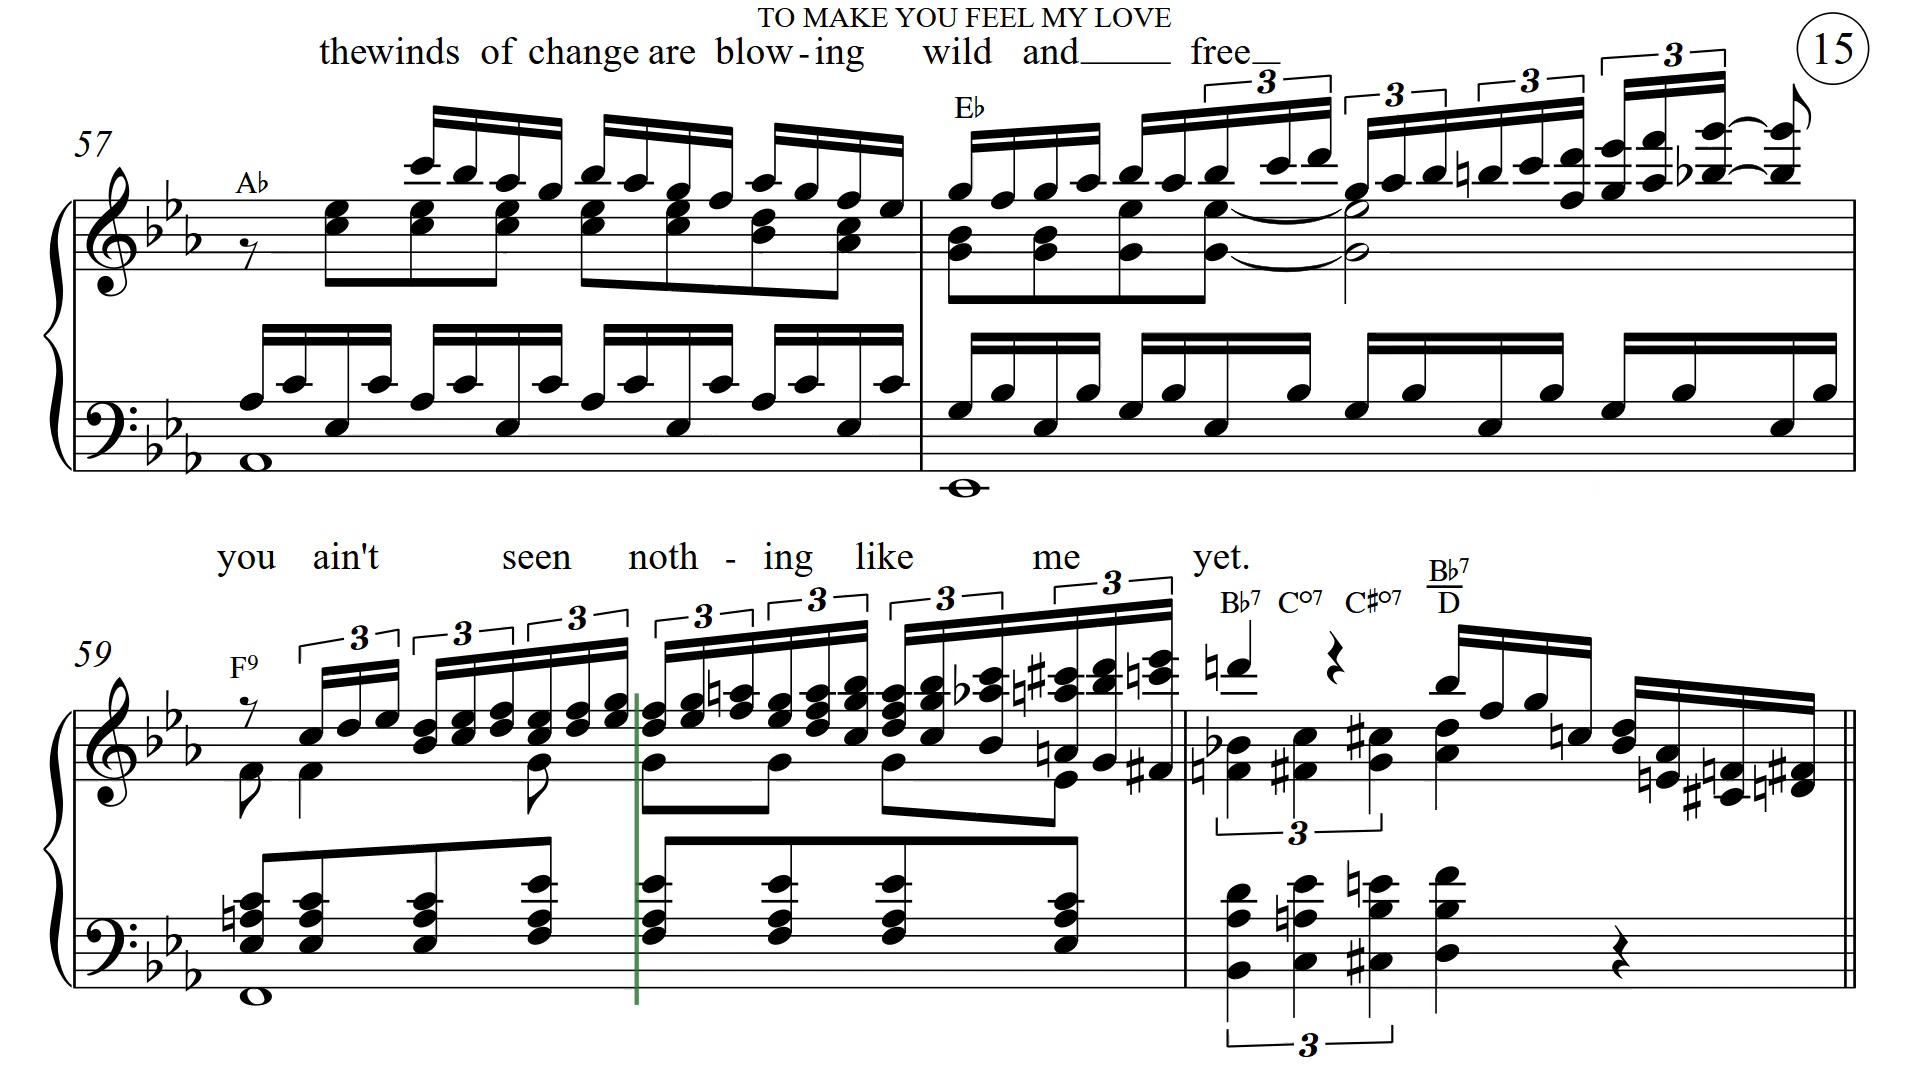 TO MAKE YOU FEEL MY LOVE
15
thewinds of change are blow-ing wild and____ free_
3 3 3 3
57
A♭ E♭
you ain't seen noth - ing like me yet.
3 3 3 3 3 3 3
59
F9 B♭7 C○7 C♯○7 B♭7/D
3
3